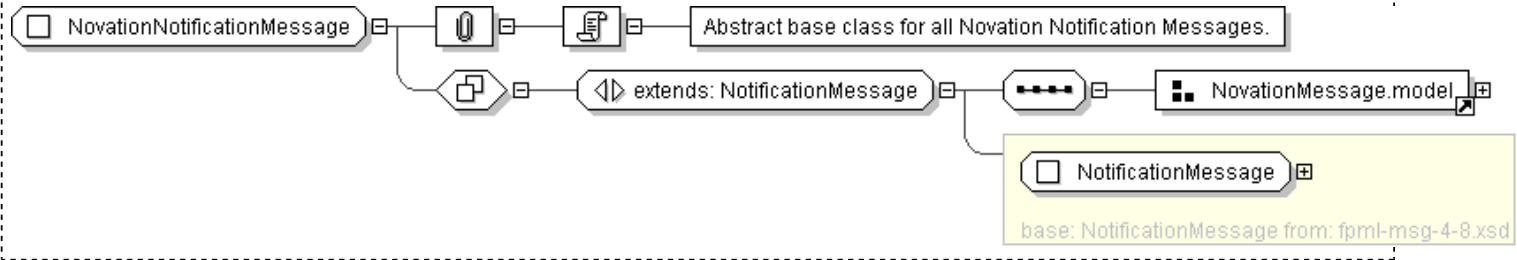 NovationNotificationMessage
Abstract base class for all Novation Notification Messages.
extends: NotificationMessage
NovationMessage.model
NotificationMessage
base: NotificationMessage from: fpml-msg-4-8.xsd